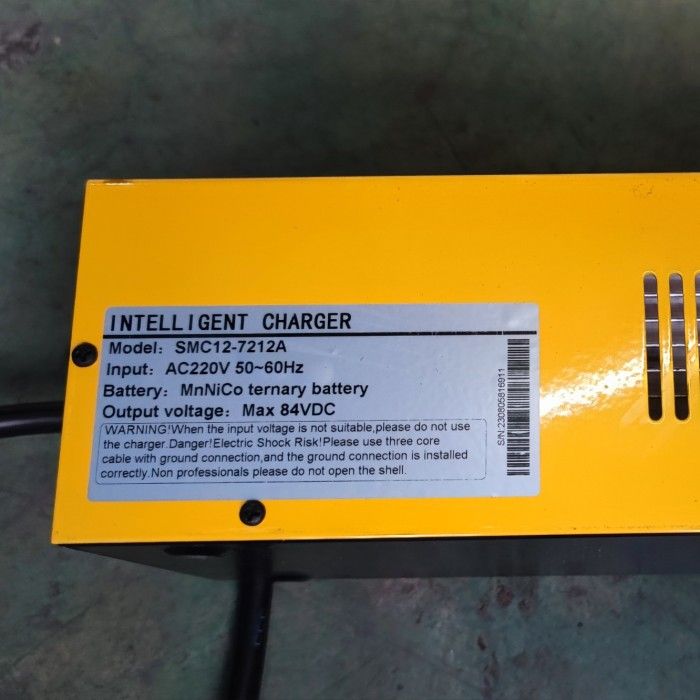 INTELLIGENT CHARGER
Model: SMC12-7212A
Input: AC220V 50~60Hz
Battery: MnNiCo ternary battery
Output voltage: Max 84VDC
WARNING!When the input voltage is not suitable,please do not use
the charger.Danger!Electric Shock Risk!Please use three core
cable with ground connection,and the ground connection is installed
correctly.Non professionals please do not open the shell.
S/N:230805816911